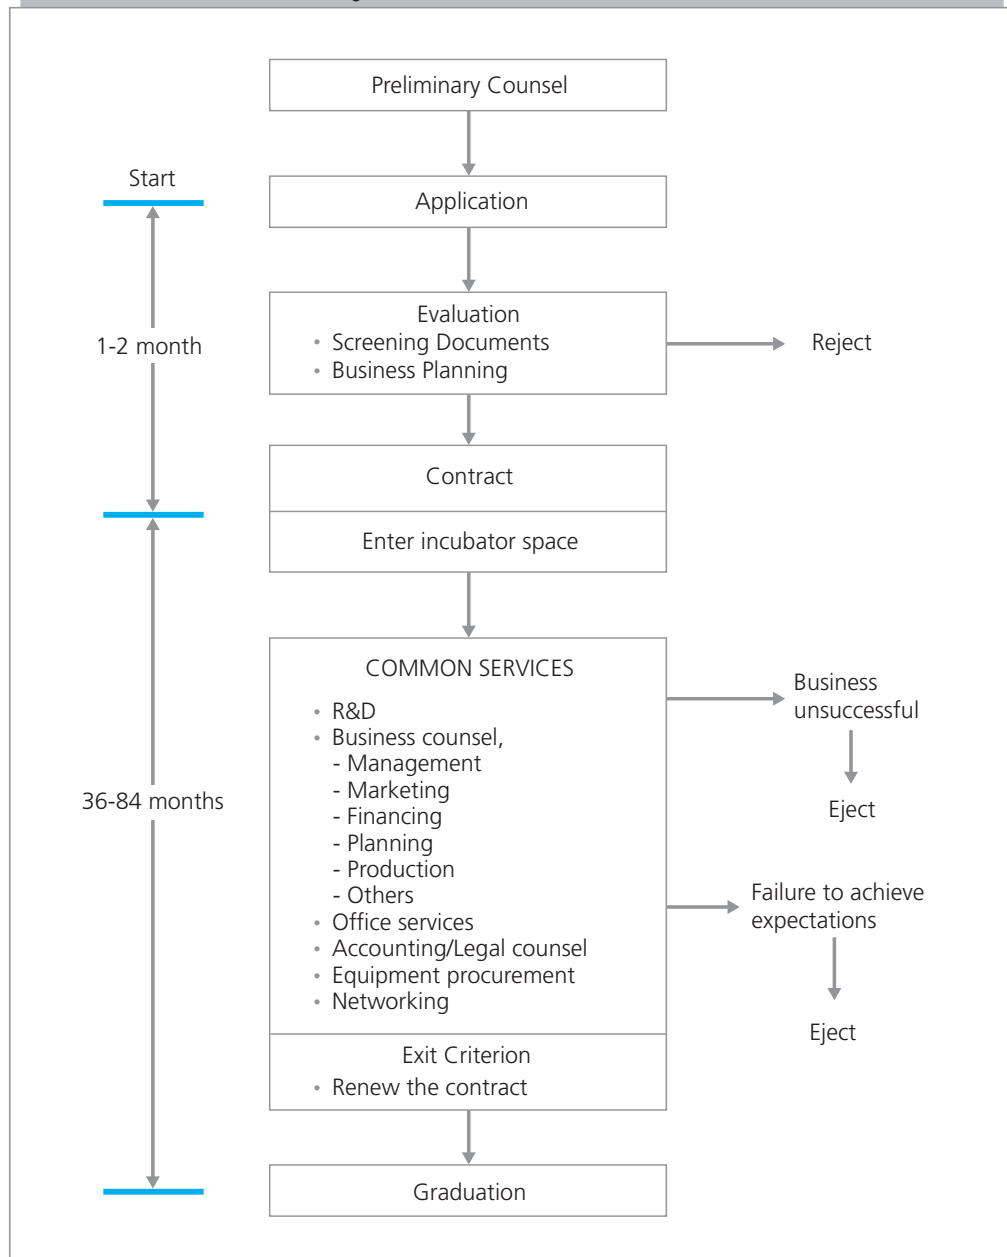 Preliminary Counsel
Start
Application
Evaluation
• Screening Documents
• Business Planning
1-2 month
Reject
Contract
Enter incubator space
COMMON SERVICES
• R&D
• Business counsel,
- Management
- Marketing
- Financing
- Planning
- Production
- Others
• Office services
• Accounting/Legal counsel
• Equipment procurement
• Networking
36-84 months
Business
unsuccessful
Eject
Failure to achieve
expectations
Eject
Exit Criterion
• Renew the contract
Graduation